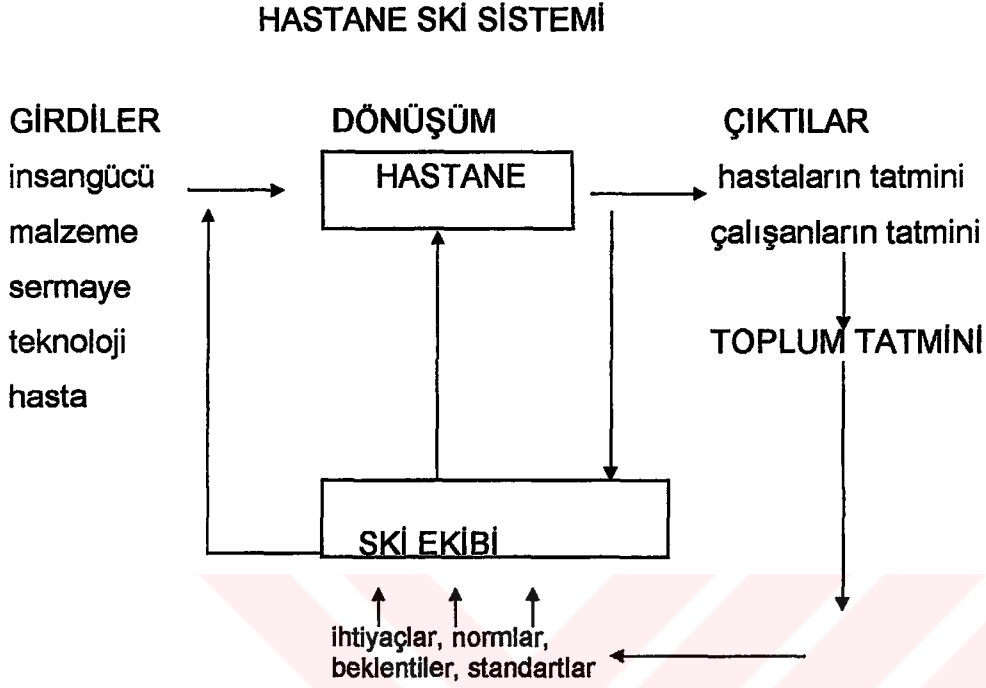 HASTANE SKİ SİSTEMİ
GİRDİLER
insangücü
malzeme
sermaye
teknoloji
hasta
DÖNÜŞÜM
HASTANE
ÇIKTILAR
hastaların tatmini
çalışanların tatmini
TOPLUM TATMİNİ
SKİ EKİBİ
ihtiyaçlar, normlar,
beklentiler, standartlar